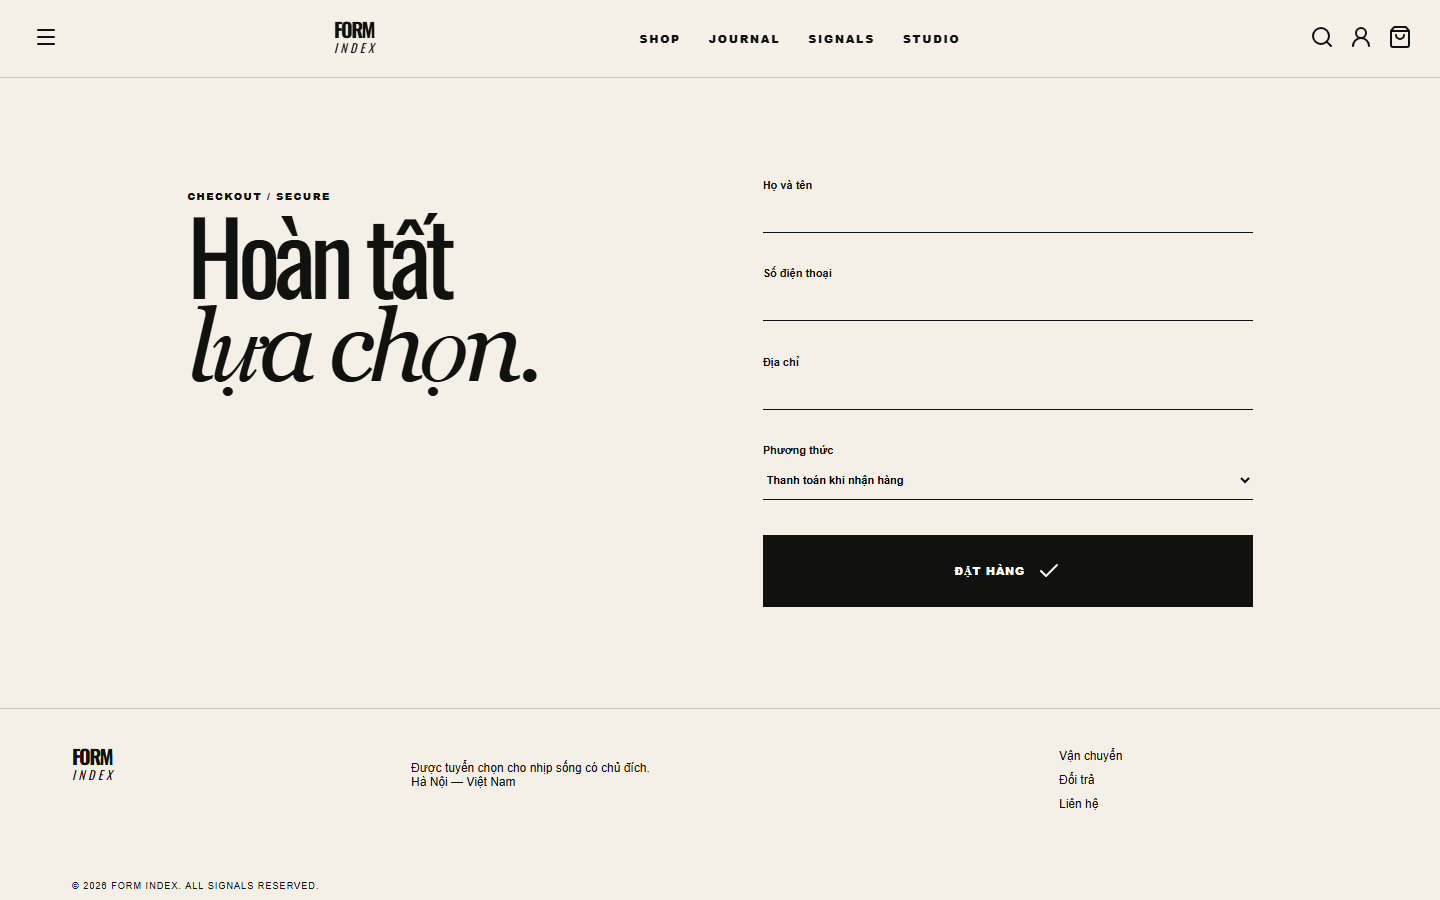 FORM
INDEX
SHOP
JOURNAL
SIGNALS
STUDIO
CHECKOUT / SECURE
Hoàn tất
lựa chọn.
Họ và tên
Số điện thoại
Địa chỉ
Phương thức
Thanh toán khi nhận hàng
ĐẶT HÀNG
FORM
INDEX
Được tuyển chọn cho nhịp sống có chủ đích.
Hà Nội — Việt Nam
Vận chuyển
Đổi trả
Liên hệ
© 2026 FORM INDEX. ALL SIGNALS RESERVED.